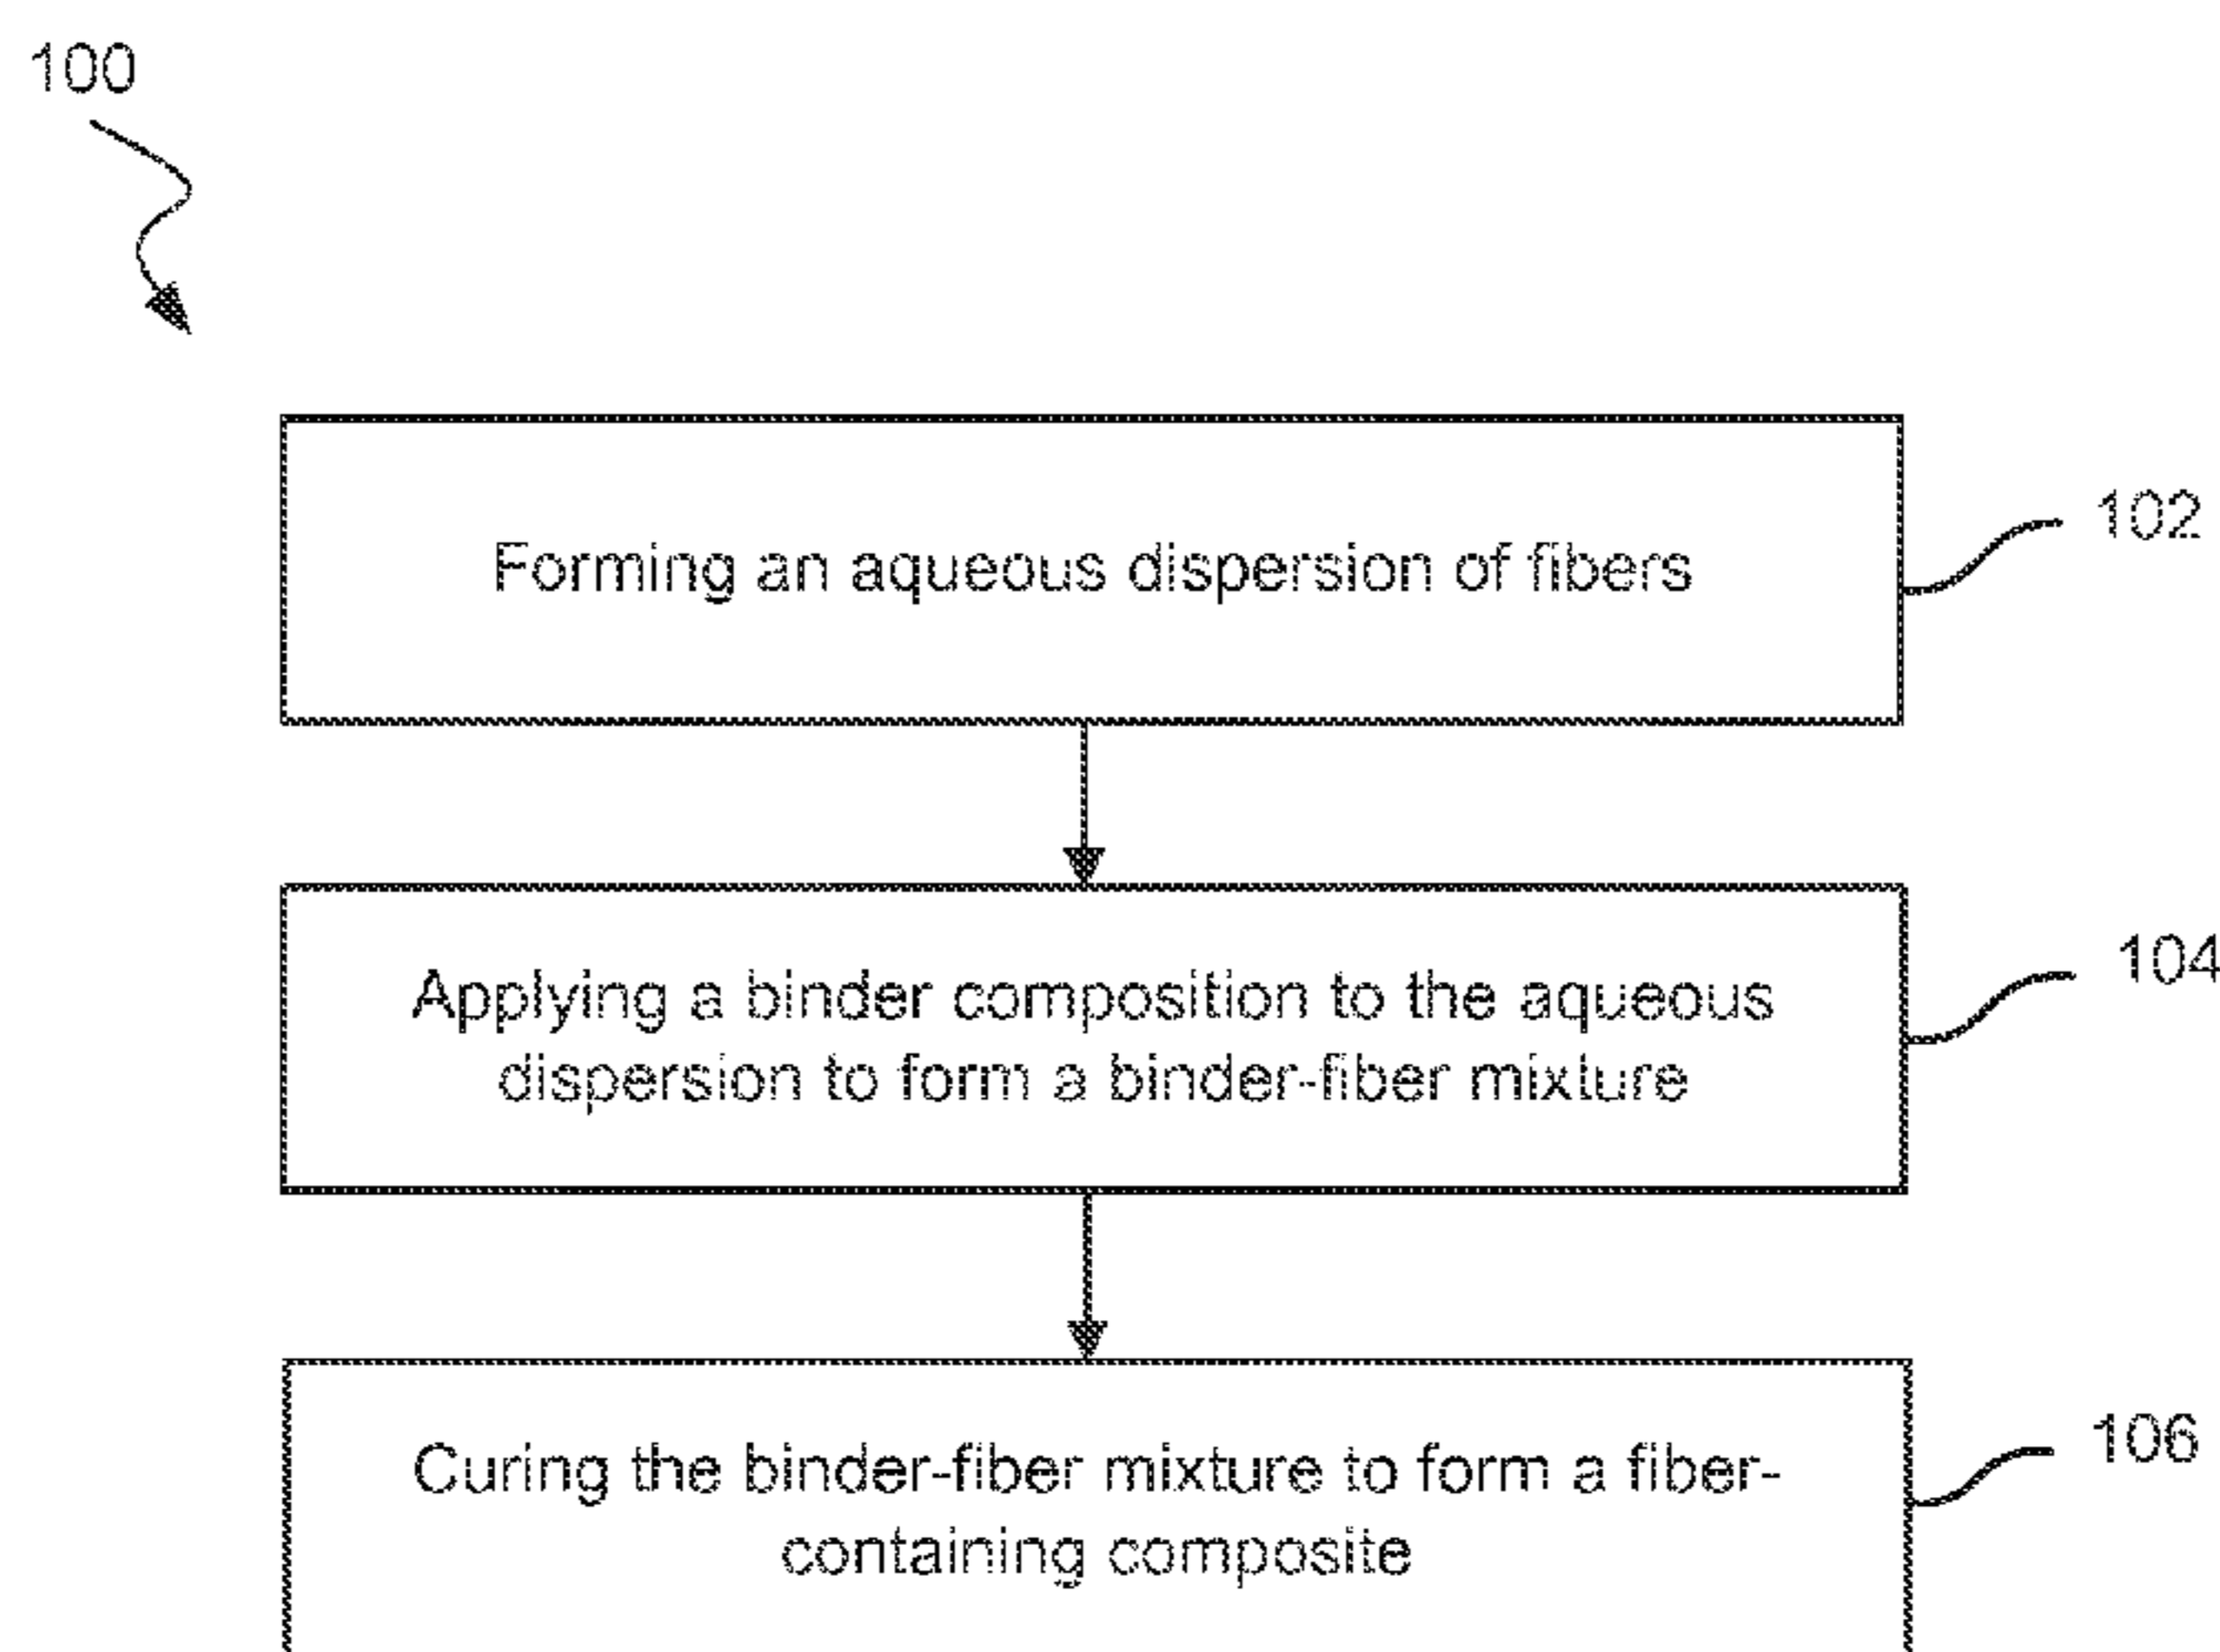 100
Forming an aqueous dispersion of fibers
102
Applying a binder composition to the aqueous
dispersion to form a binder-fiber mixture
104
Curing the binder-fiber mixture to form a fiber-
containing composite
106